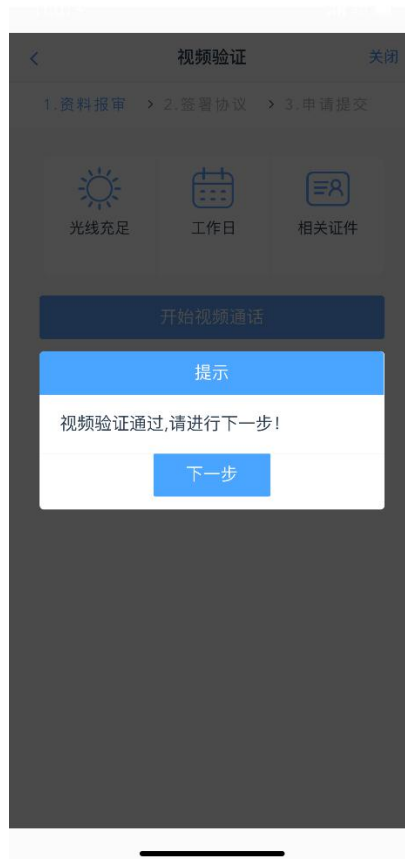 视频验证
关闭
1.资料报审 > 2.签署协议 > 3.申请提交
光线充足 工作日 相关证件
开始视频通话
提示
视频验证通过,请进行下一步!
下一步